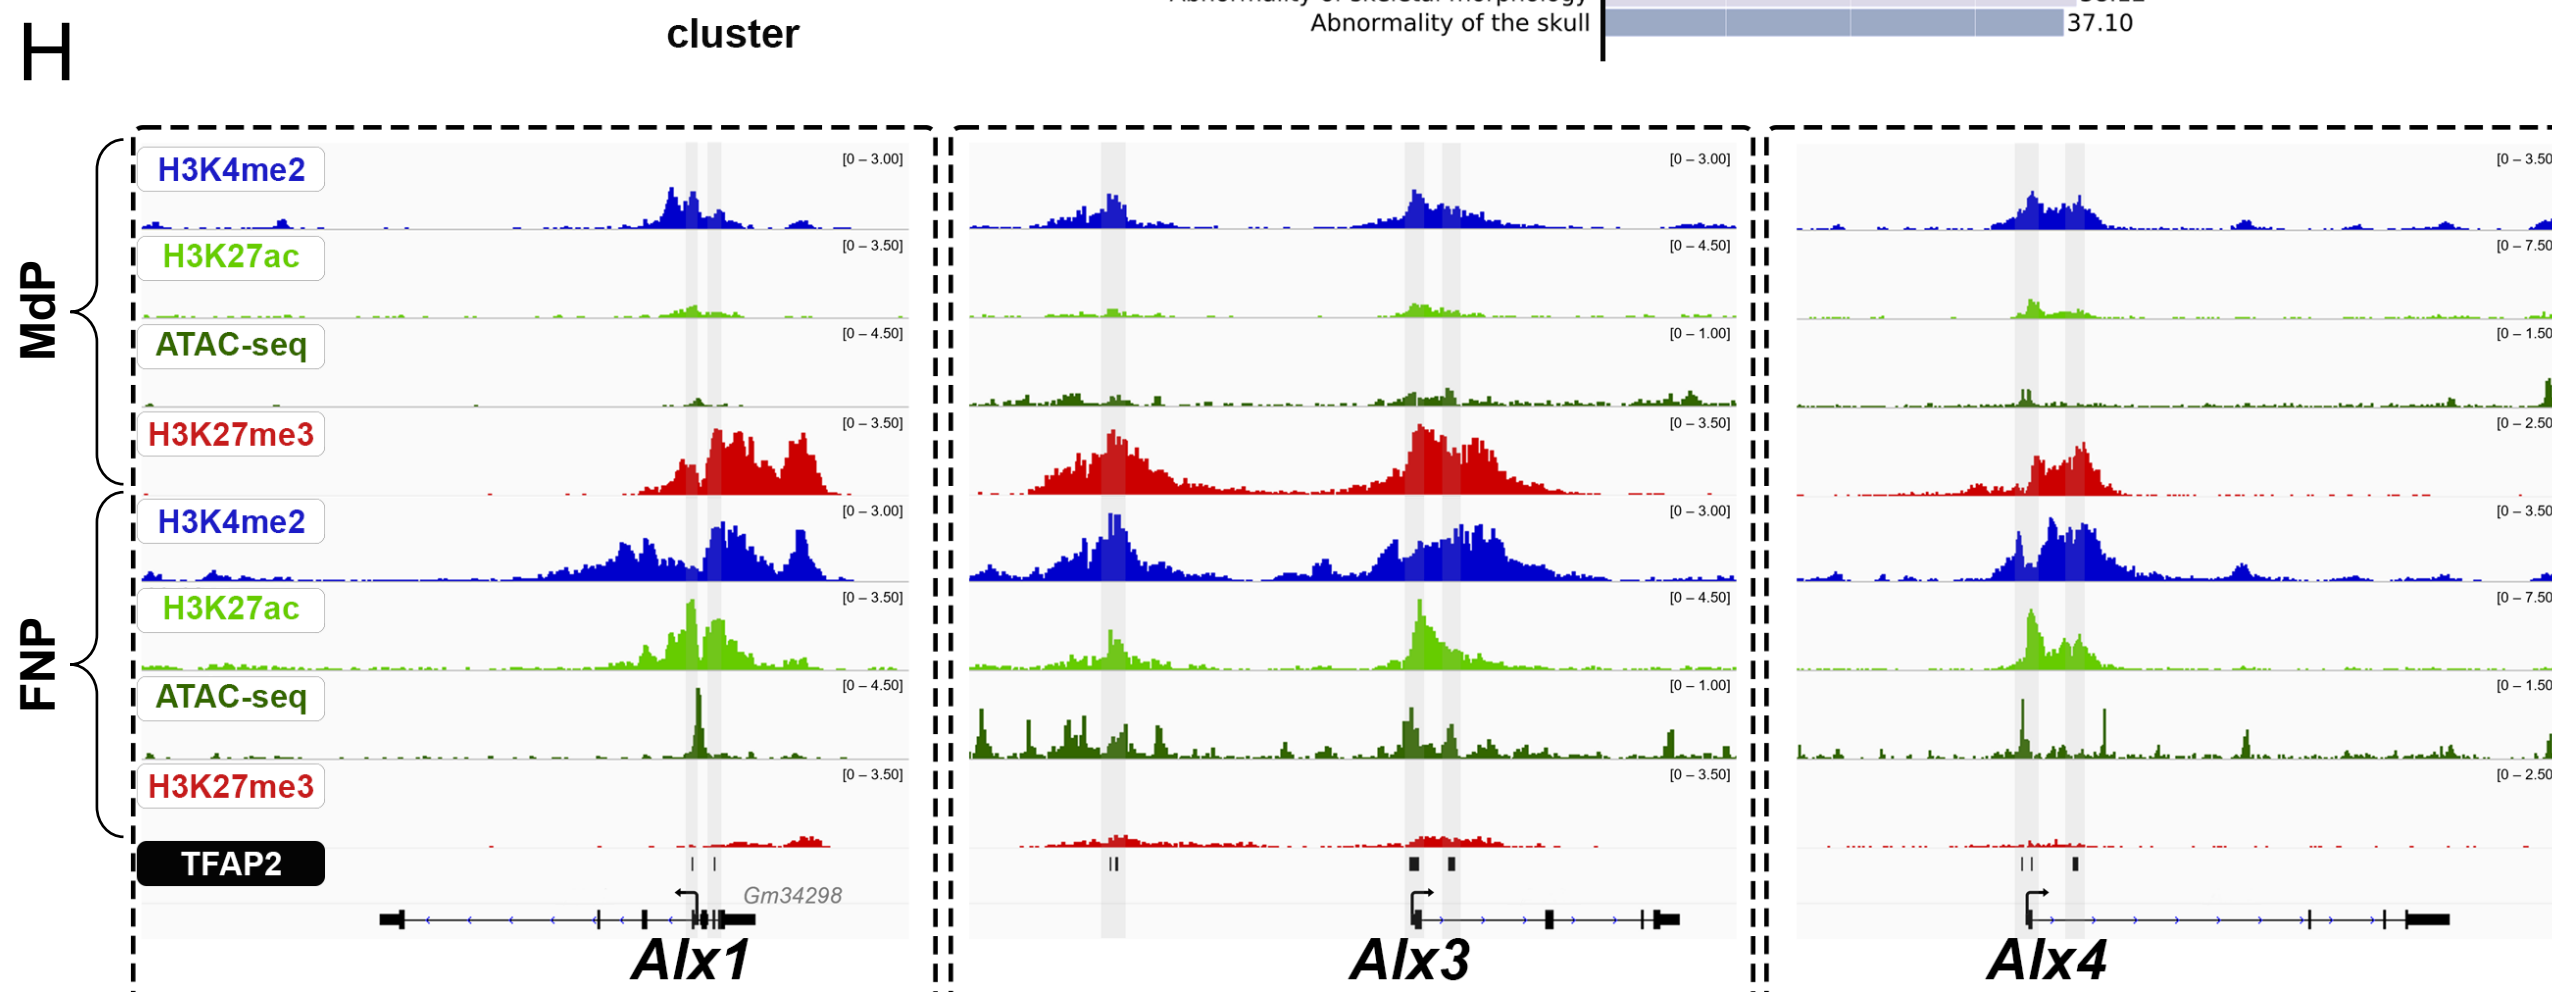 H
cluster
Abnormality of skeletal morphology
Abnormality of the skull 37.10
MdP
H3K4me2 [0 – 3.00] [0 – 3.00] [0 – 3.50
H3K27ac [0 – 3.50] [0 – 4.50] [0 – 7.50
ATAC-seq [0 – 4.50] [0 – 1.00] [0 – 1.50
H3K27me3 [0 – 3.50] [0 – 3.50] [0 – 2.50
FNP
H3K4me2 [0 – 3.00] [0 – 3.00] [0 – 3.50
H3K27ac [0 – 3.50] [0 – 4.50] [0 – 7.50
ATAC-seq [0 – 4.50] [0 – 1.00] [0 – 1.50
H3K27me3 [0 – 3.50] [0 – 3.50] [0 – 2.50
TFAP2
Gm34298
Alx1 Alx3 Alx4